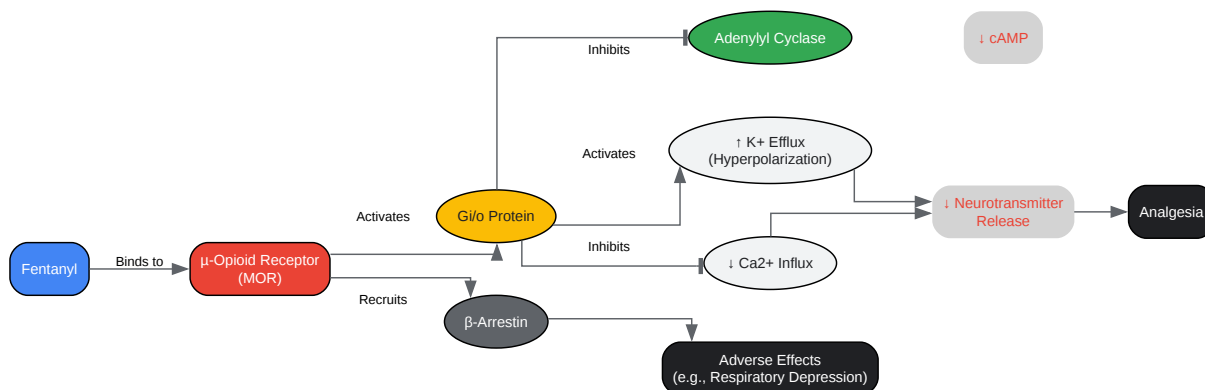 Adenylyl Cyclase
↓ cAMP
Inhibits
↑ K+ Efflux
(Hyperpolarization)
Activates
↓ Neurotransmitter
Release
Analgesia
Gi/o Protein
Activates
Inhibits
↓ Ca2+ Influx
Fentanyl
Binds to
µ-Opioid Receptor
(MOR)
Recruits
β-Arrestin
Adverse Effects
(e.g., Respiratory Depression)